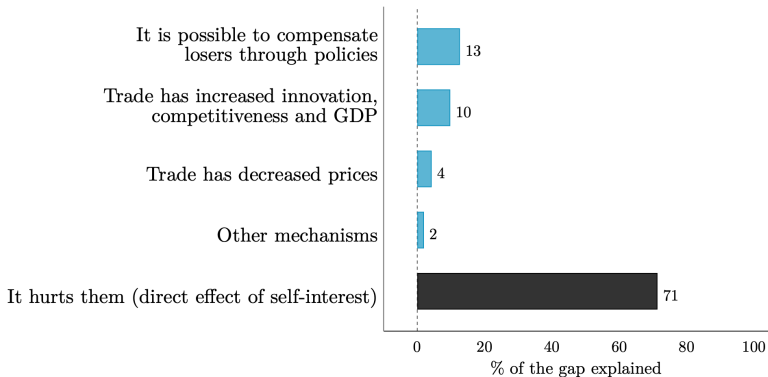 It is possible to compensate
losers through policies
13
Trade has increased innovation,
competitiveness and GDP
10
Trade has decreased prices
4
Other mechanisms
2
It hurts them (direct effect of self-interest)
71
0 20 40 60 80 100
% of the gap explained